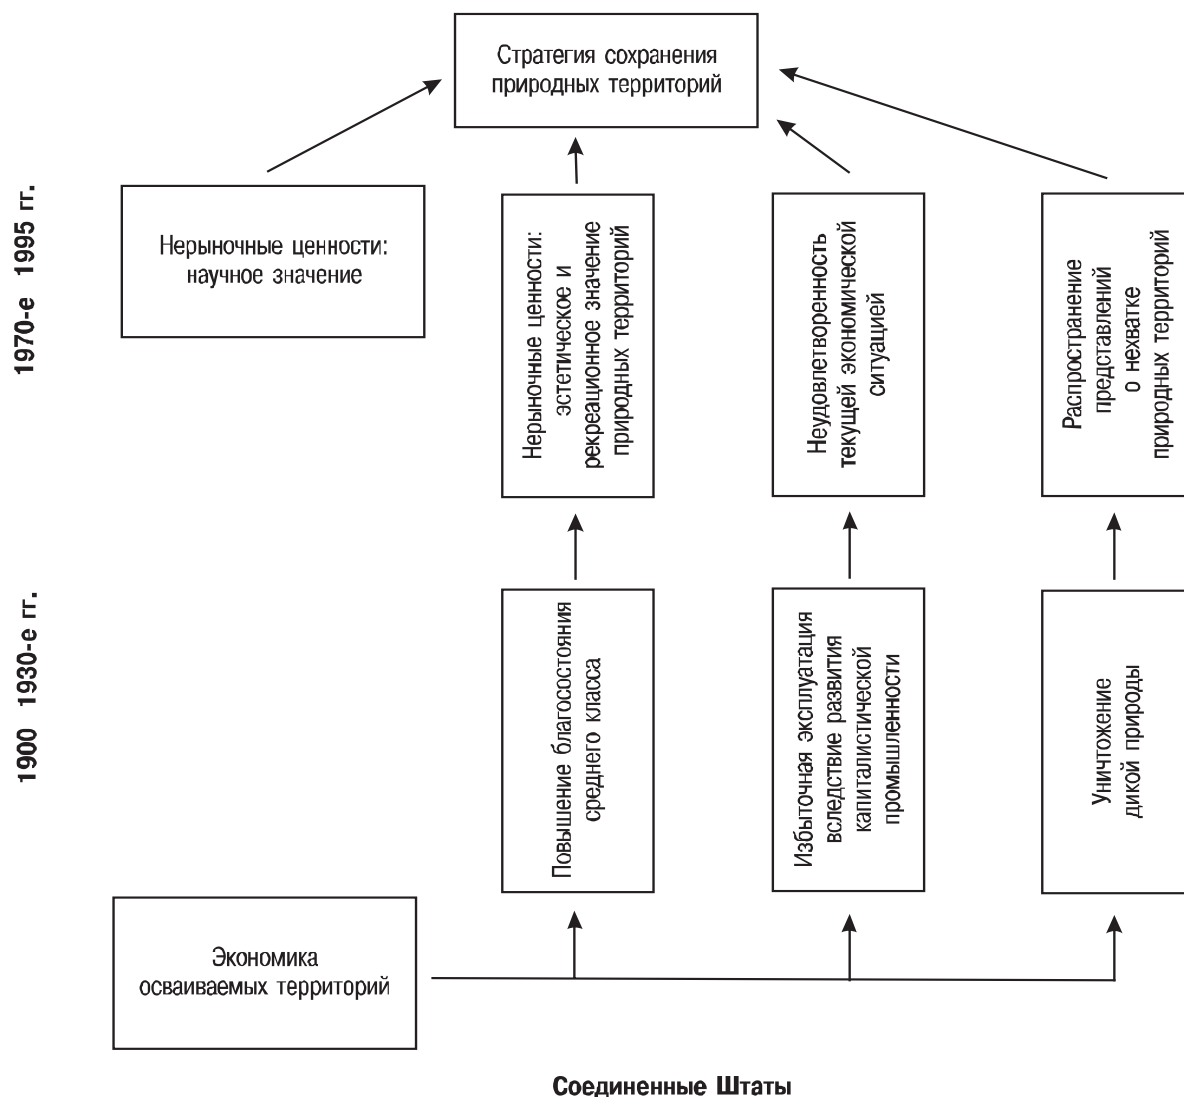 Стратегия сохранения
природных территорий
1970-е 1995 гг.
Нерыночные ценности:
научное значение
Нерыночные ценности:
эстетическое и
рекреационное значение
природных территорий
Неудовлетворенность
текущей экономической
ситуацией
Распространение
представлений
о нехватке
природных территорий
1900 1930-е гг.
Повышение благосостояния
среднего класса
Избыточная эксплуатация
вследствие развития
капиталистической
промышленности
Уничтожение
дикой природы
Экономика
осваиваемых территорий
Соединенные Штаты